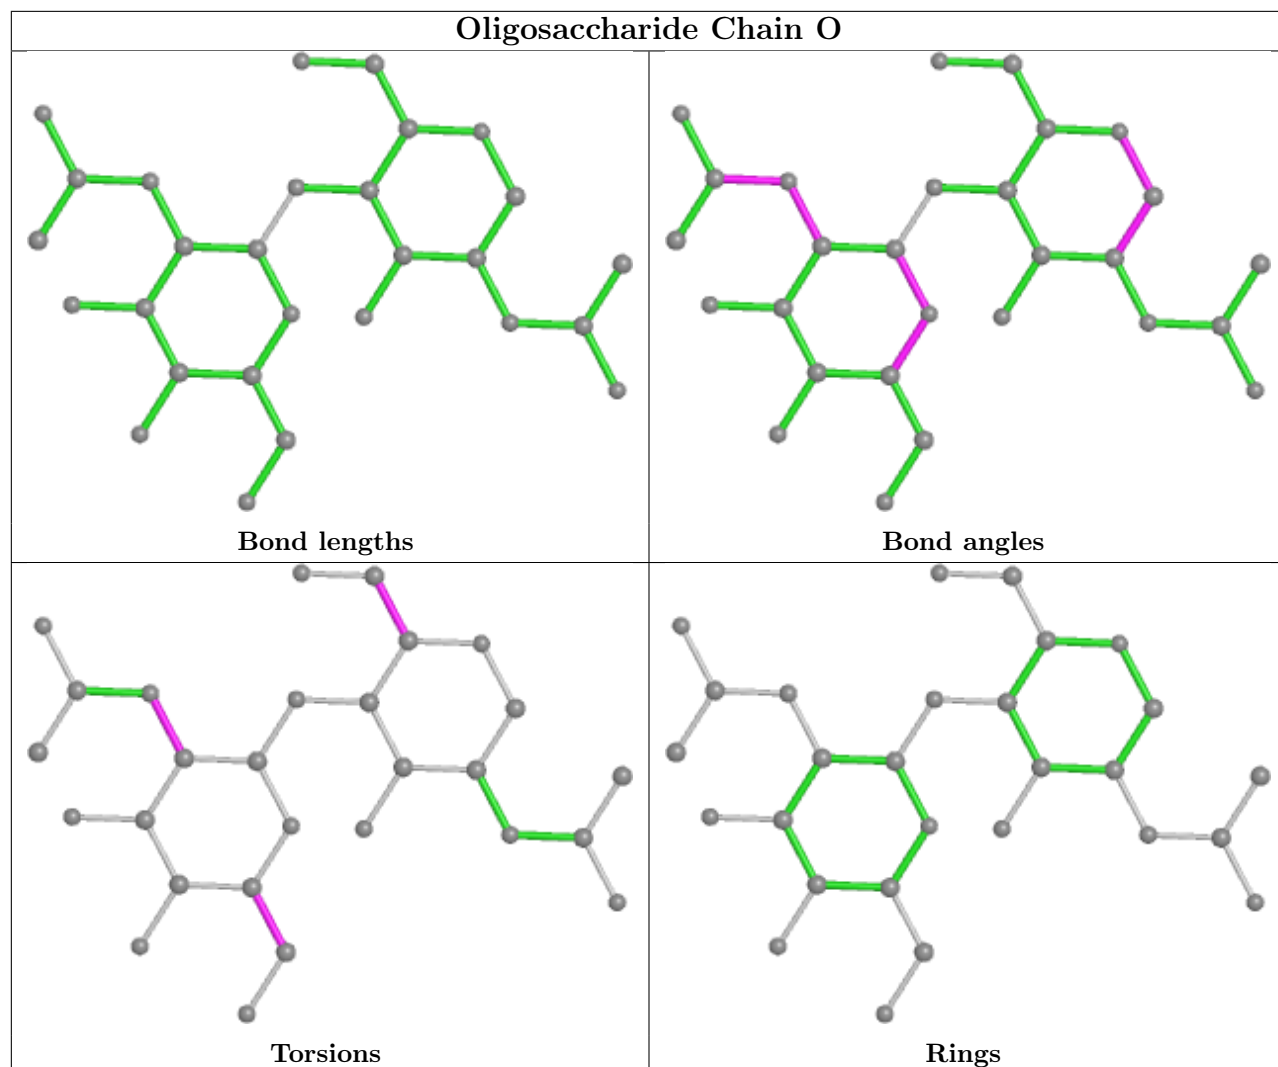 Oligosaccharide Chain O
Bond lengths
Bond angles
Torsions
Rings